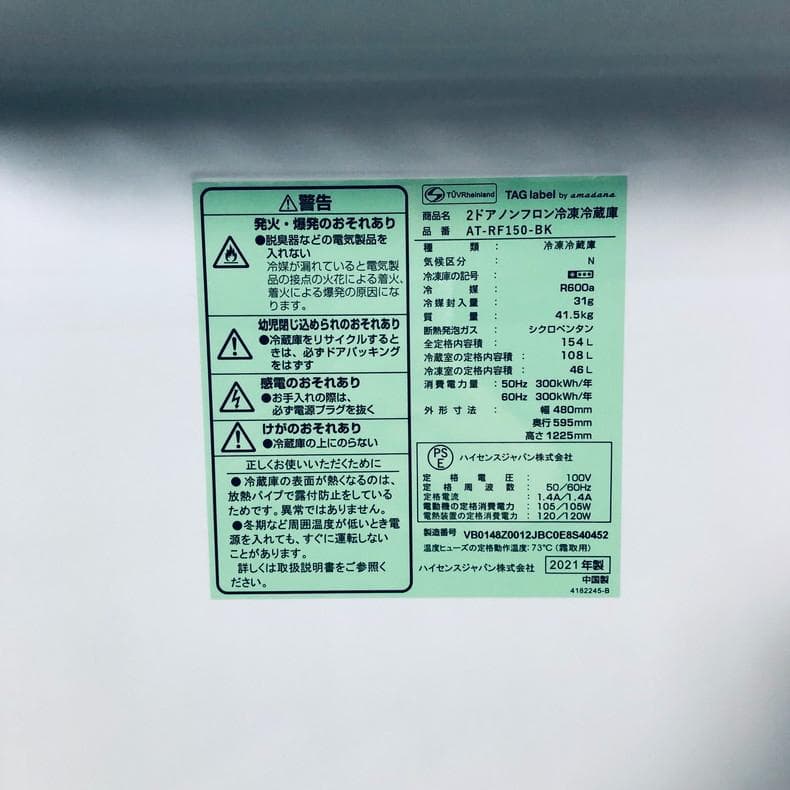 ⚠警告
発火・爆発のおそれあり
●脱臭器などの電気製品を
入れない
冷媒が漏れていると電気製
品の接点の火花による着火、
着火による爆発の原因にな
ります。
幼児閉じ込められのおそれあり
●冷蔵庫をリサイクルすると
きは、必ずドアパッキング
をはずす
感電のおそれあり
●お手入れの際は、
必ず電源プラグを抜く
けがのおそれあり
●冷蔵庫の上にのらない
正しくお使いいただくために
●冷蔵庫の表面が熱くなるのは、
放熱パイプで露付防止をしている
ためです。異常ではありません。
●冬期など周囲温度が低いとき電
源を入れても、すぐに運転しない
ことがあります。
詳しくは取扱説明書をご参照く
ださい。
TÜVRheinland TAG label by amadana
商品名 2ドアノンフロン冷凍冷蔵庫
品番 AT-RF150-BK
種類: 冷凍冷蔵庫
気候区分: N
冷凍庫の記号:
冷媒: R600a
冷媒封入量: 31g
質量: 41.5kg
断熱発泡ガス: シクロペンタン
全定格内容積: 154L
冷蔵室の定格内容積: 108L
冷凍室の定格内容積: 46L
消費電力量: 50Hz 300kWh/年
60Hz 300kWh/年
外形寸法: 幅 480mm
奥行 595mm
高さ 1225mm
PSE ハイセンスジャパン株式会社
定格電圧: 100V
定格周波数: 50/60Hz
定格電流: 1.4A/1.4A
電動機の定格消費電力: 105/105W
電熱装置の定格消費電力: 120/120W
製造番号 VB0148Z0012JBC0E8S40452
温度ヒューズの定格動作温度:73℃(霜取用)
ハイセンスジャパン株式会社 2021年製
中国製
4182245-B